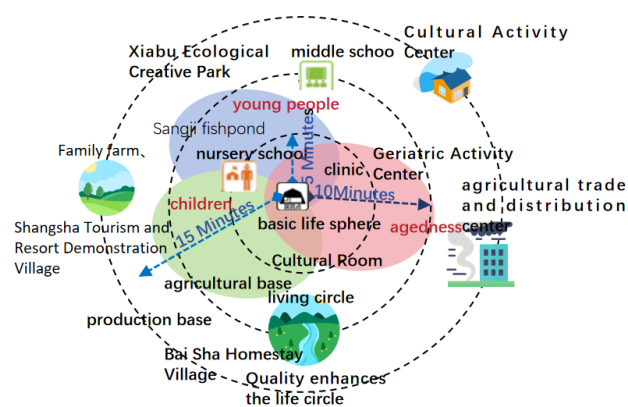 Cultural Activity
Center
Xiabu Ecological
Creative Park
middle schoo
young people
Sangji fishpond
Family farm、
nursery school
5 Minutes
clinic
Geriatric Activity
Center
10Minutes
agricultural trade
and distribution
center
children
15 Minutes
basic life sphere
agedness
Shangsha Tourism and
Resort Demonstration
Village
Cultural Room
agricultural base
living circle
production base
Bai Sha Homestay
Village
Quality enhances
the life circle